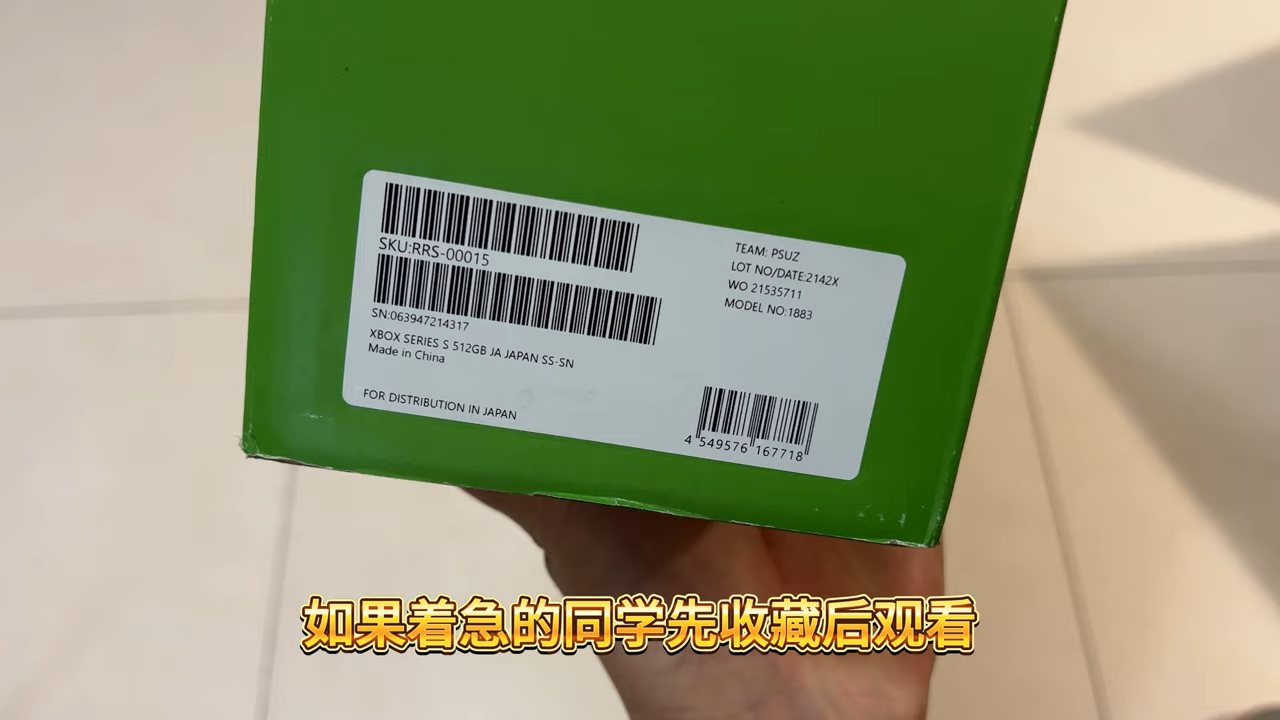 SKU:RRS-00015
SN:063947214317
XBOX SERIES S 512GB JA JAPAN SS-SN
Made in China
FOR DISTRIBUTION IN JAPAN
TEAM: PSUZ
LOT NO/DATE:2142X
WO 21535711
MODEL NO:1883
4 549576 167718
如果着急的同学先收藏后观看